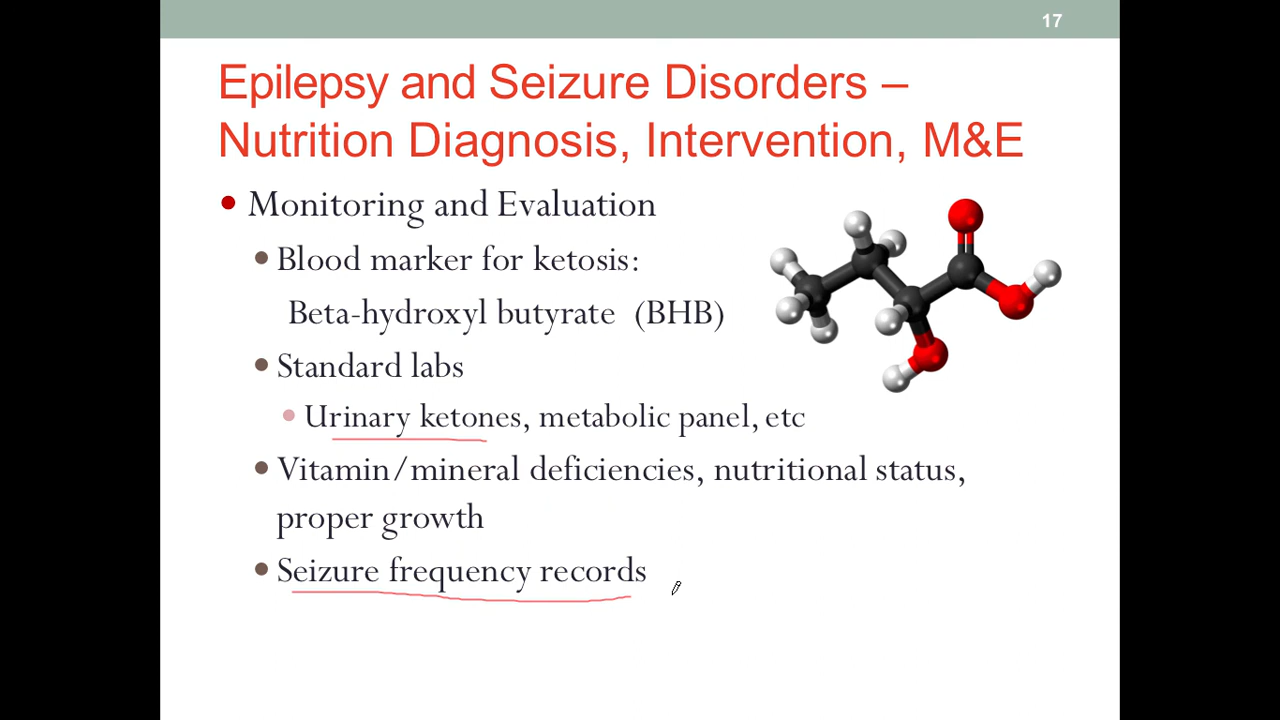 17
Epilepsy and Seizure Disorders –
Nutrition Diagnosis, Intervention, M&E
Monitoring and Evaluation
Blood marker for ketosis:
Beta-hydroxyl butyrate (BHB)
Standard labs
Urinary ketones, metabolic panel, etc
Vitamin/mineral deficiencies, nutritional status,
proper growth
Seizure frequency records